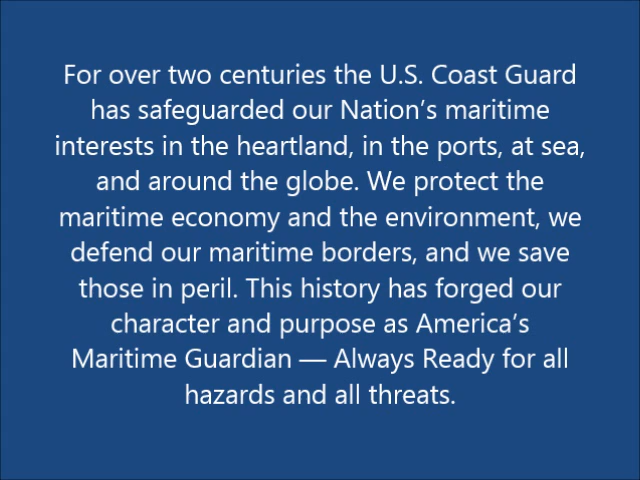 For over two centuries the U.S. Coast Guard
has safeguarded our Nation’s maritime
interests in the heartland, in the ports, at sea,
and around the globe. We protect the
maritime economy and the environment, we
defend our maritime borders, and we save
those in peril. This history has forged our
character and purpose as America’s
Maritime Guardian — Always Ready for all
hazards and all threats.